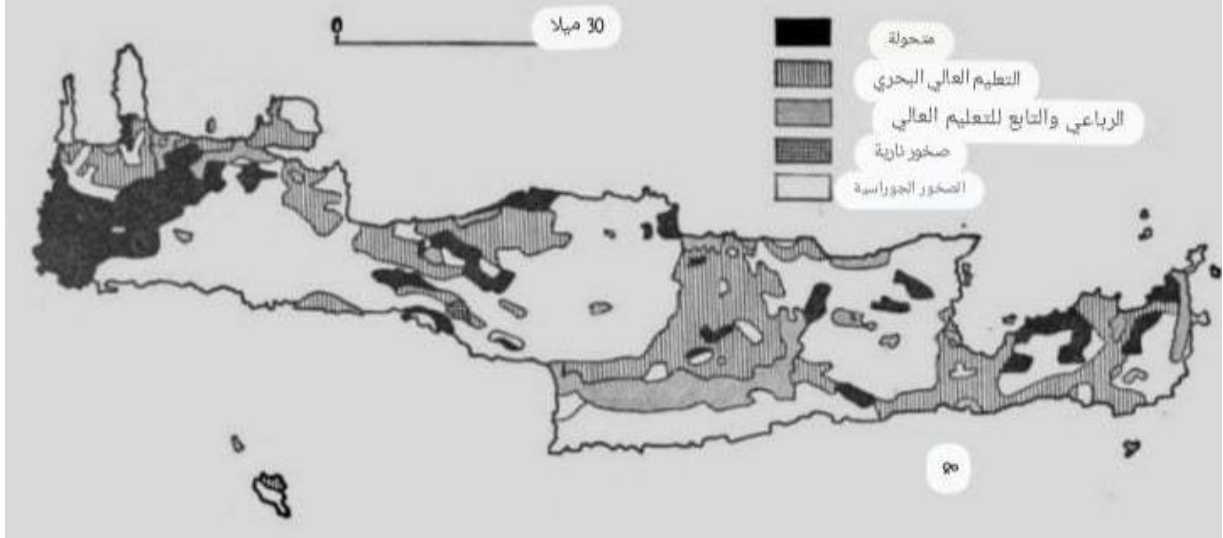 0
30 ميلا
متحولة
التعليم العالي البحري
الرباعي والتابع للتعليم العالي
صخور نارية
الصخور الجوراسية